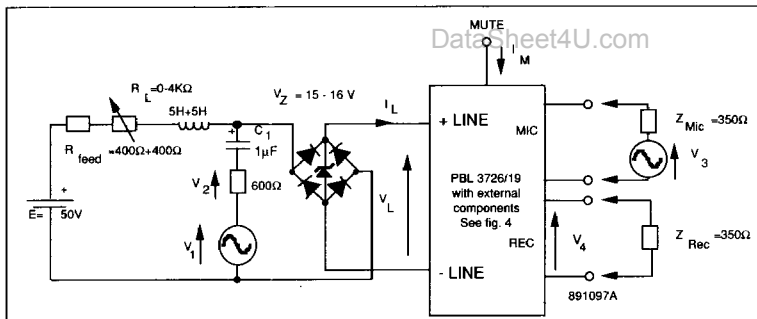 MUTE
DataSheet4U.com
I M
R L =0-4KΩ
5H+5H
V Z = 15 - 16 V
I L
+ LINE
MIC
Z Mic =350Ω
R feed =400Ω+400Ω
+ C 1
1µF
V 3
PBL 3726/19
with external
components
See fig. 4
V 2
600Ω
V L
+
E= 50V
V 1
REC
V 4
Z Rec =350Ω
- LINE
891097A